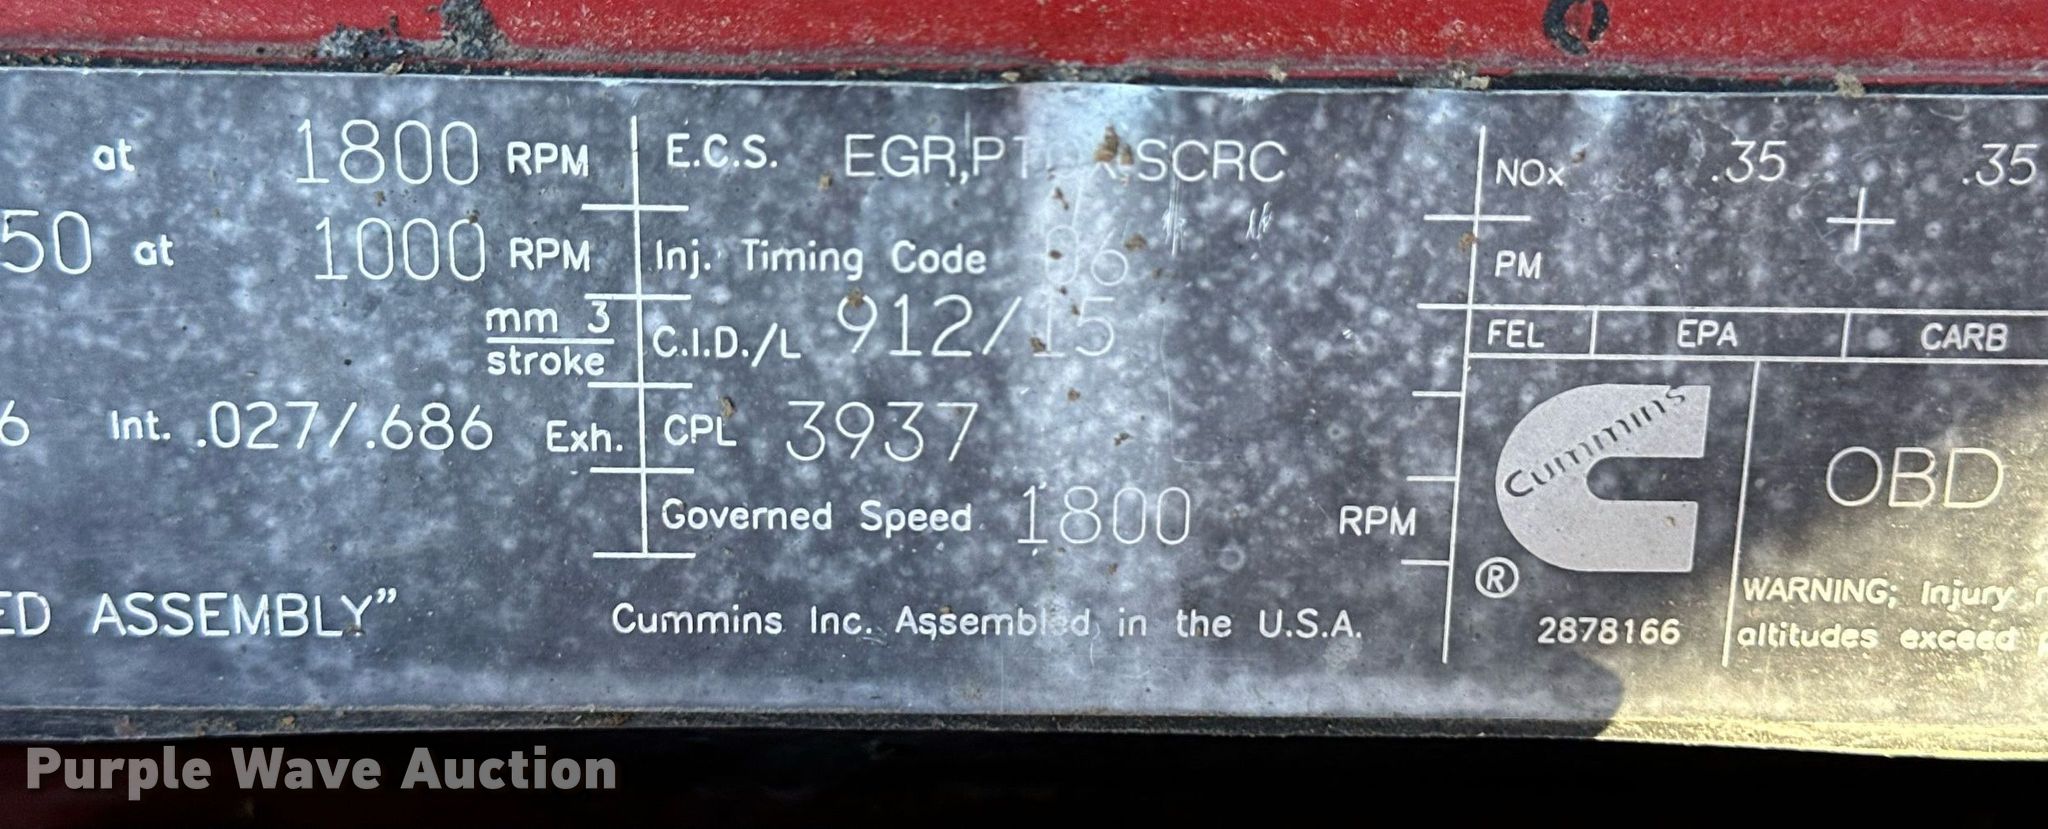 at 1800 RPM
50 at 1000 RPM
mm 3
stroke
6 Int. .027/.686 Exh.
ED ASSEMBLY”
E.C.S. EGR, SCRC
Inj. Timing Code 06
C.I.D./L 912/15
CPL 3937
Governed Speed 1800 RPM
Cummins Inc. Assembled in the U.S.A.
NOx .35 .35
PM
FEL EPA CARB
Cummins
®
2878166
OBD
WARNING; Injury
altitudes exceed
Purple Wave Auction